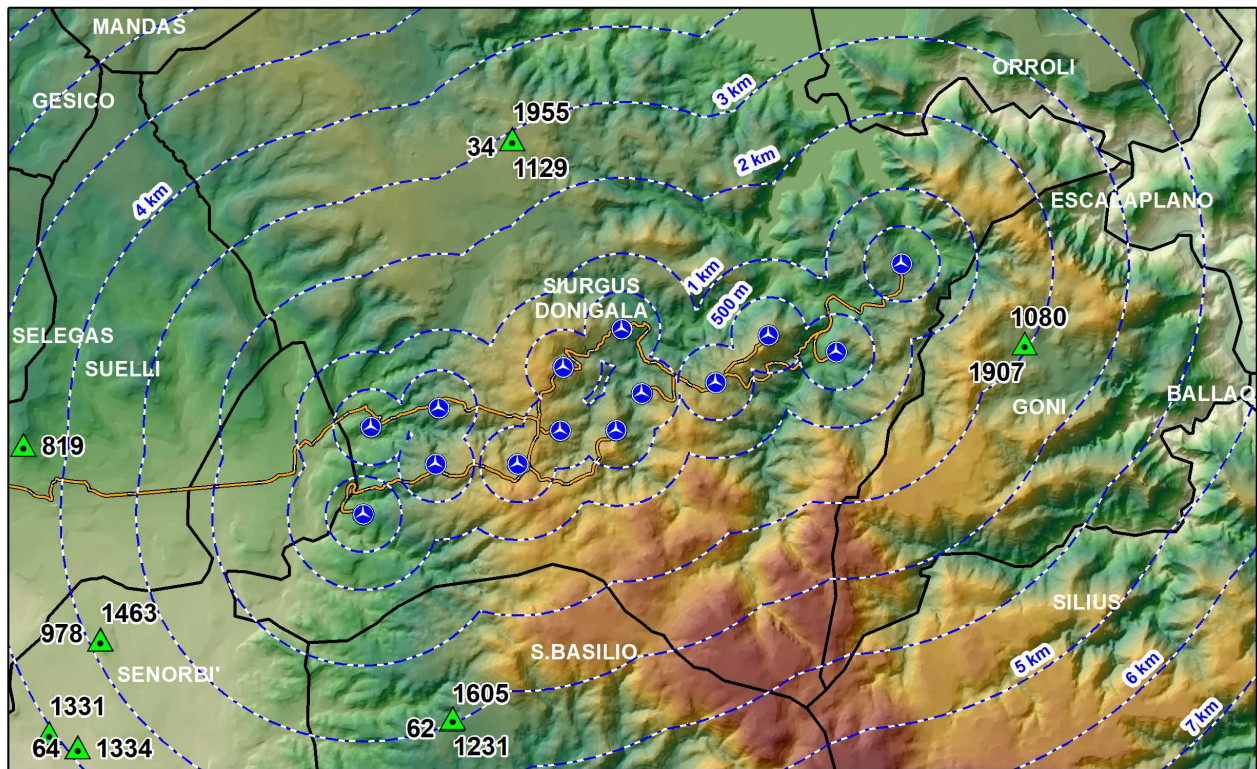 MANDAS
ORROLI
GESICO
3 km
1955
34
1129
2 km
4 km
ESCALAPLANO
1 km
SIURGUS
DONIGALA
500 m
1080
1907
SELEGAS
SUELLI
BALLAO
GONI
819
SILIUS
1463
978
S.BASILIO
5 km
6 km
SENORBI'
1605
62
1231
7 km
1331
64
1334